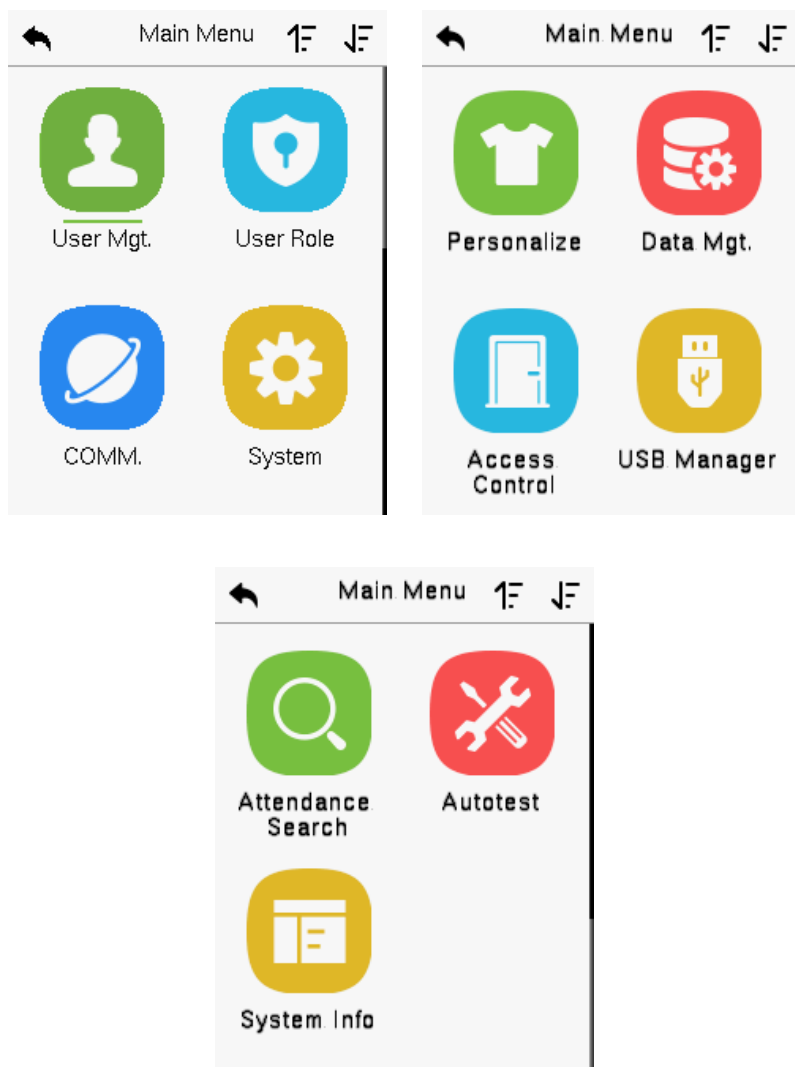 Main Menu
User Mgt.
User Role
COMM.
System
Main Menu
Personalize
Data Mgt.
Access
Control
USB Manager
Main Menu
Attendance
Search
Autotest
System Info